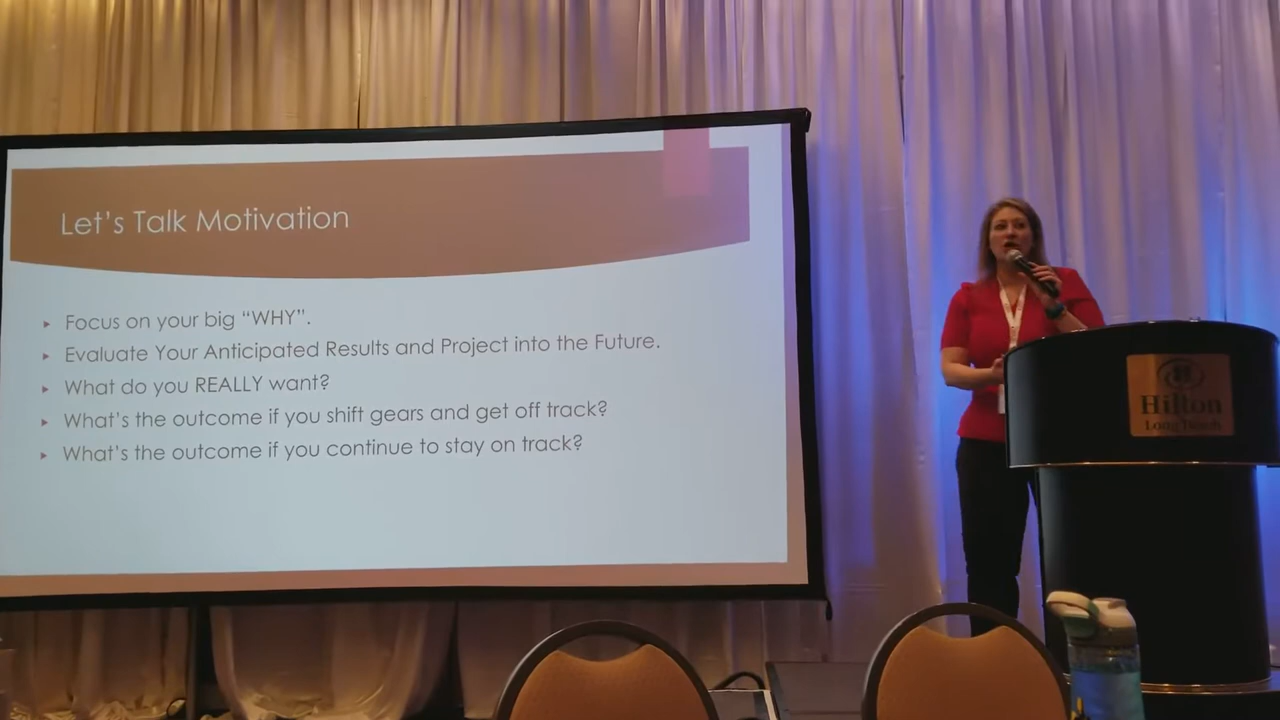 Let's Talk Motivation
Focus on your big “WHY”.
Evaluate Your Anticipated Results and Project into the Future.
What do you REALLY want?
What's the outcome if you shift gears and get off track?
What's the outcome if you continue to stay on track?
H
Hilton
Long Beach